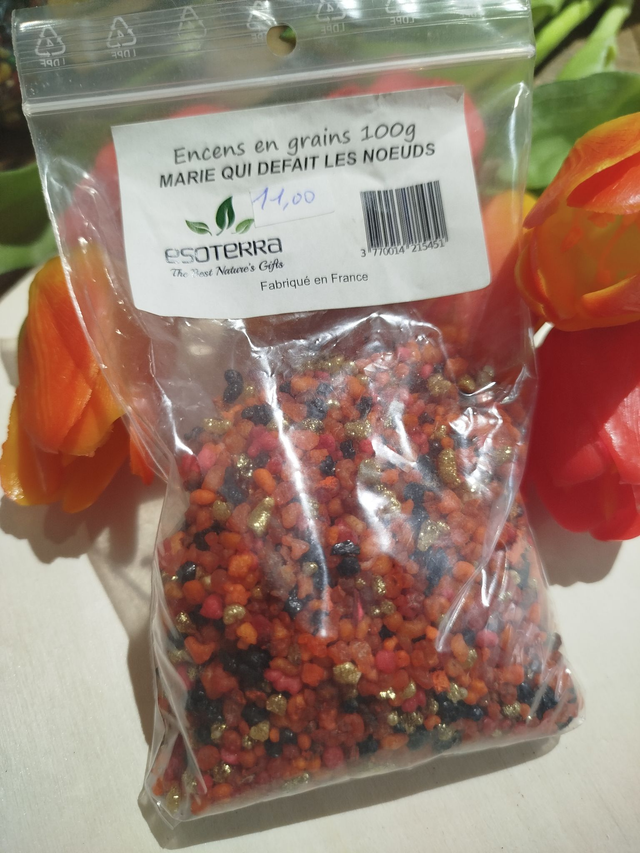 Encens en grains 100g
MARIE QUI DEFAIT LES NOEUDS
11,00
esoterra
The Best Nature's Gifts
3 770014 215451
Fabriqué en France